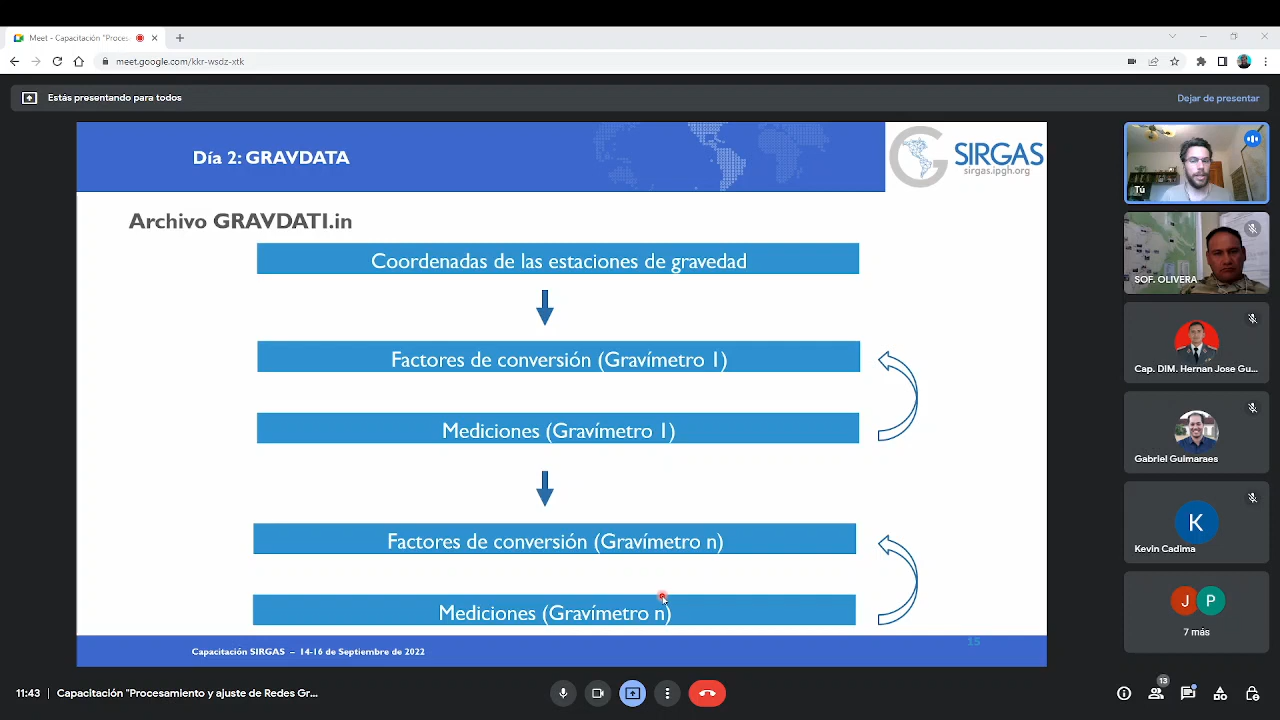 Meet - Capacitación "Proces
meet.google.com/kkr-wsdz-xtk
Estás presentando para todos
Dejar de presentar
Día 2: GRAVDATA
SIRGAS
sirgas.ipgh.org
Archivo GRAVDATI.in
Coordenadas de las estaciones de gravedad
Factores de conversión (Gravímetro 1)
Mediciones (Gravímetro 1)
Factores de conversión (Gravímetro n)
Mediciones (Gravímetro n)
15
Capacitación SIRGAS – 14-16 de Septiembre de 2022
Tú
SOF. OLIVERA
Cap. DIM. Hernan Jose Gu...
Gabriel Guimaraes
K
Kevin Cadima
J P
7 más
11:43 | Capacitación "Procesamiento y ajuste de Redes Gr...
13